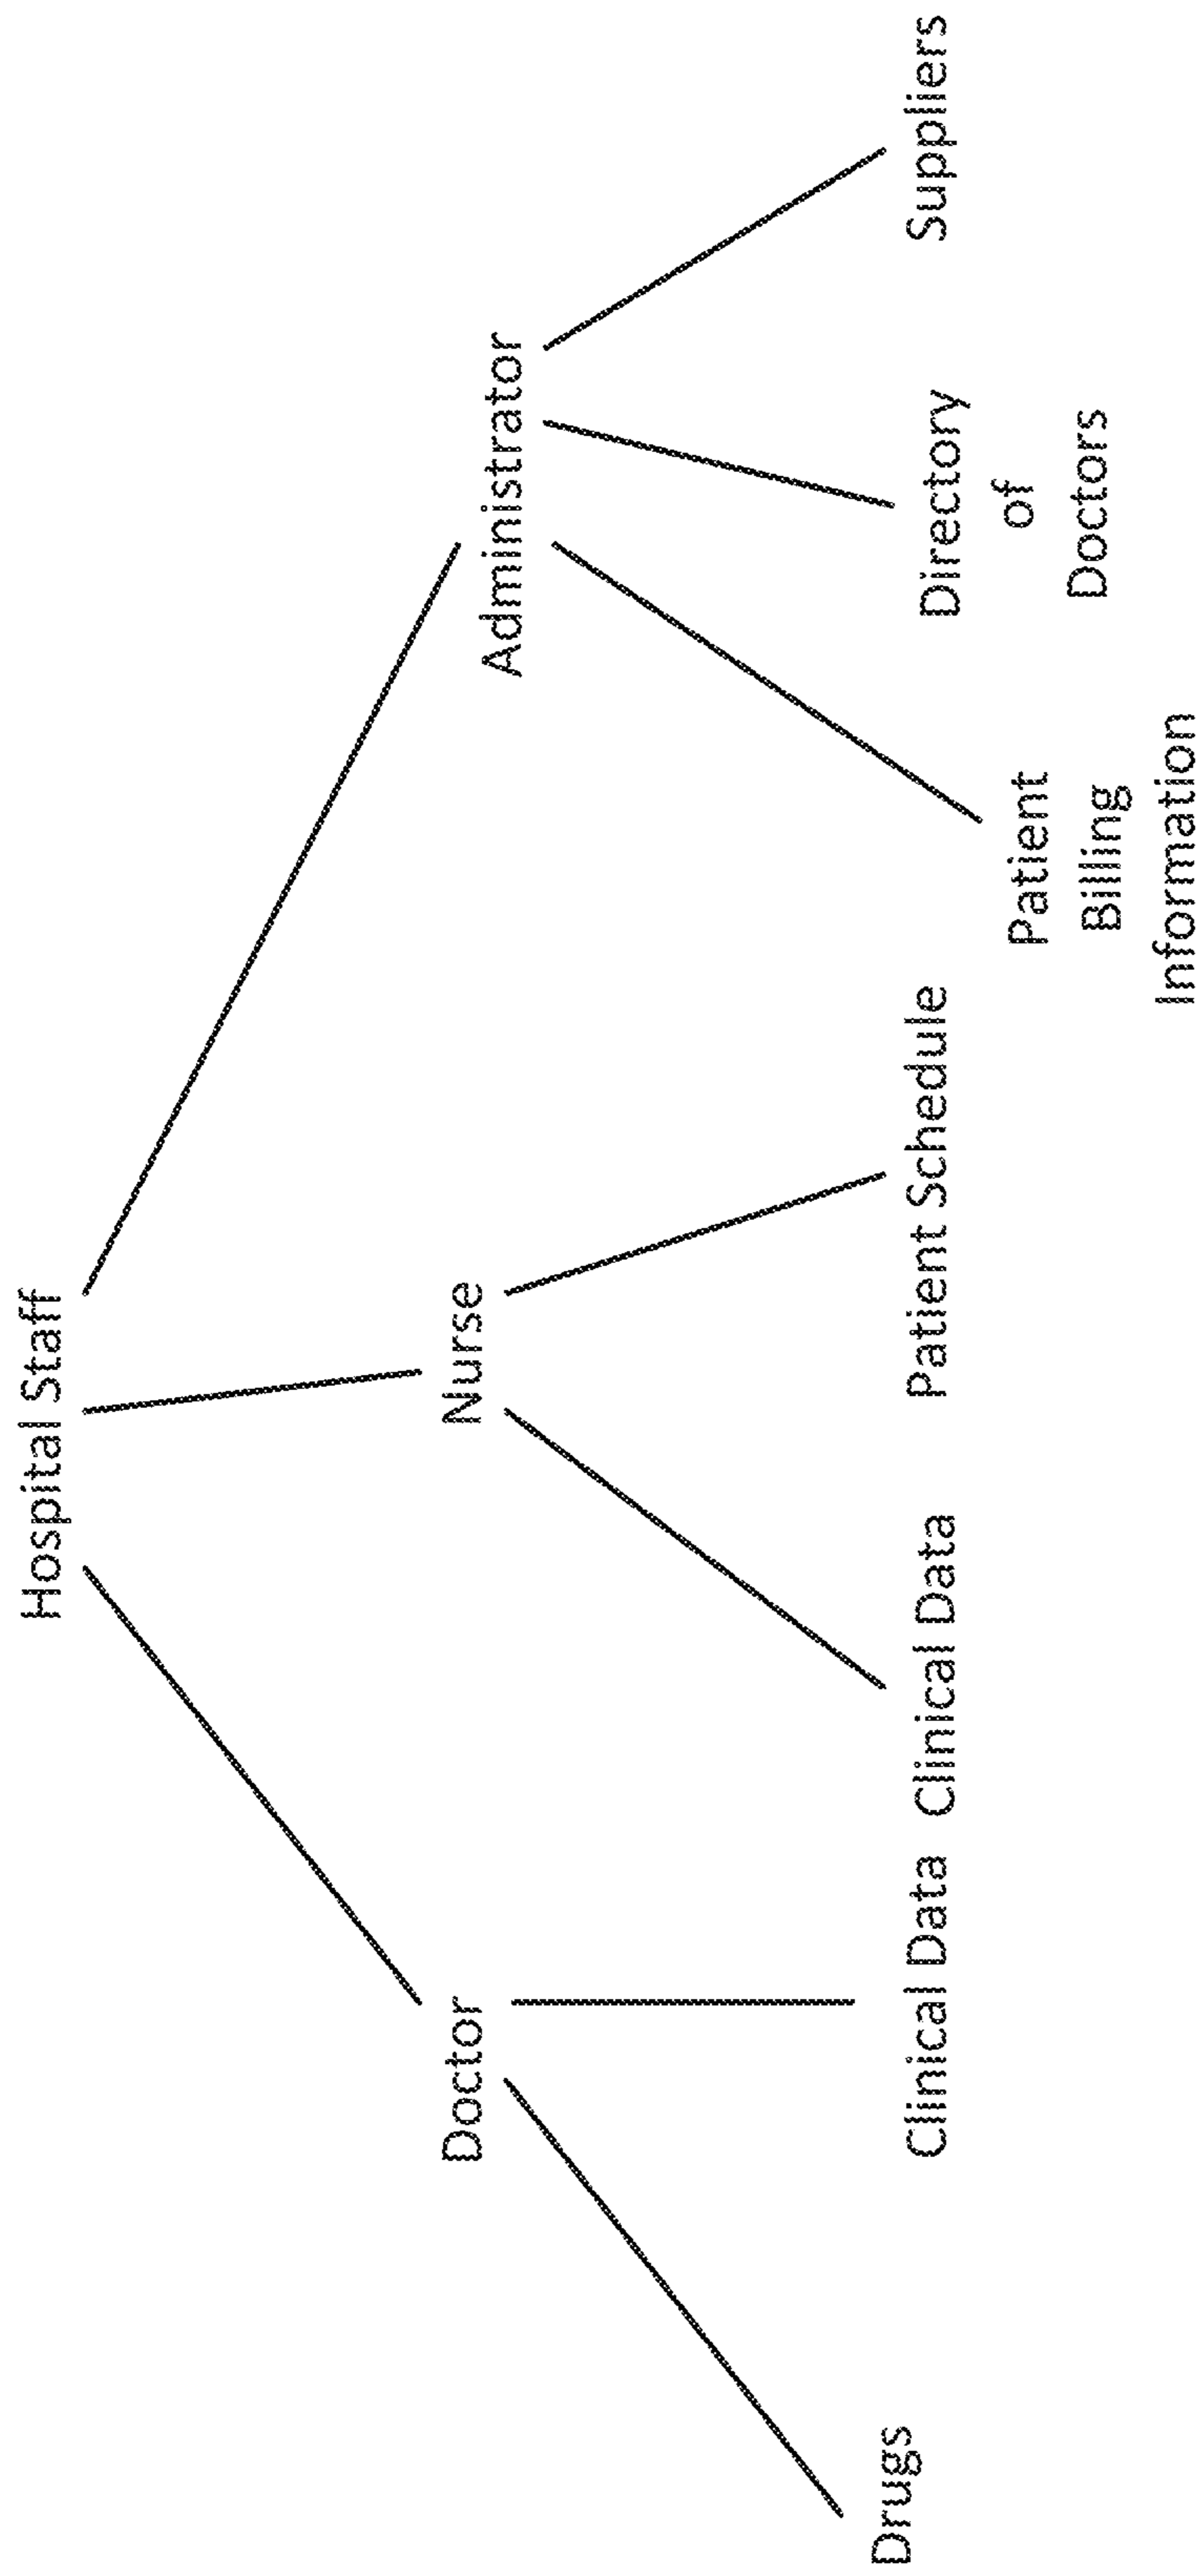 Hospital Staff
Doctor
Nurse
Administrator
Drugs
Clinical Data
Clinical Data
Patient Schedule
Patient
Billing
Information
Directory
of
Doctors
Suppliers